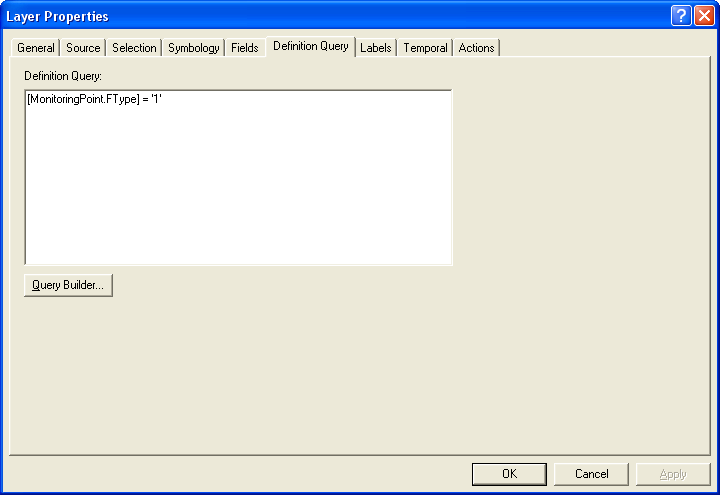 Layer Properties
General Source Selection Symbology Fields Definition Query Labels Temporal Actions
Definition Query:
[MonitoringPoint.FType] = '1'
Query Builder...
OK Cancel Apply